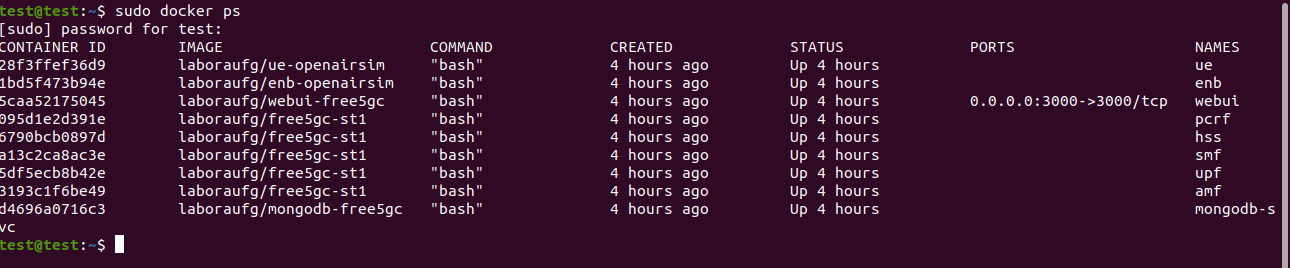 test@test:~$ sudo docker ps
[sudo] password for test:
CONTAINER ID        IMAGE                       COMMAND             CREATED             STATUS              PORTS                    NAMES
28f3ffef36d9        laboraufg/ue-openairsim     "bash"              4 hours ago         Up 4 hours                                   ue
1bd5f473b94e        laboraufg/enb-openairsim    "bash"              4 hours ago         Up 4 hours                                   enb
5caa52175045        laboraufg/webui-free5gc     "bash"              4 hours ago         Up 4 hours          0.0.0.0:3000->3000/tcp   webui
095d1e2d391e        laboraufg/free5gc-st1       "bash"              4 hours ago         Up 4 hours                                   pcrf
6790bcb0897d        laboraufg/free5gc-st1       "bash"              4 hours ago         Up 4 hours                                   hss
a13c2ca8ac3e        laboraufg/free5gc-st1       "bash"              4 hours ago         Up 4 hours                                   smf
5df5ecb8b42e        laboraufg/free5gc-st1       "bash"              4 hours ago         Up 4 hours                                   upf
3193c1f6be49        laboraufg/free5gc-st1       "bash"              4 hours ago         Up 4 hours                                   amf
d4696a0716c3        laboraufg/mongodb-free5gc   "bash"              4 hours ago         Up 4 hours                                   mongodb-s
vc
test@test:~$